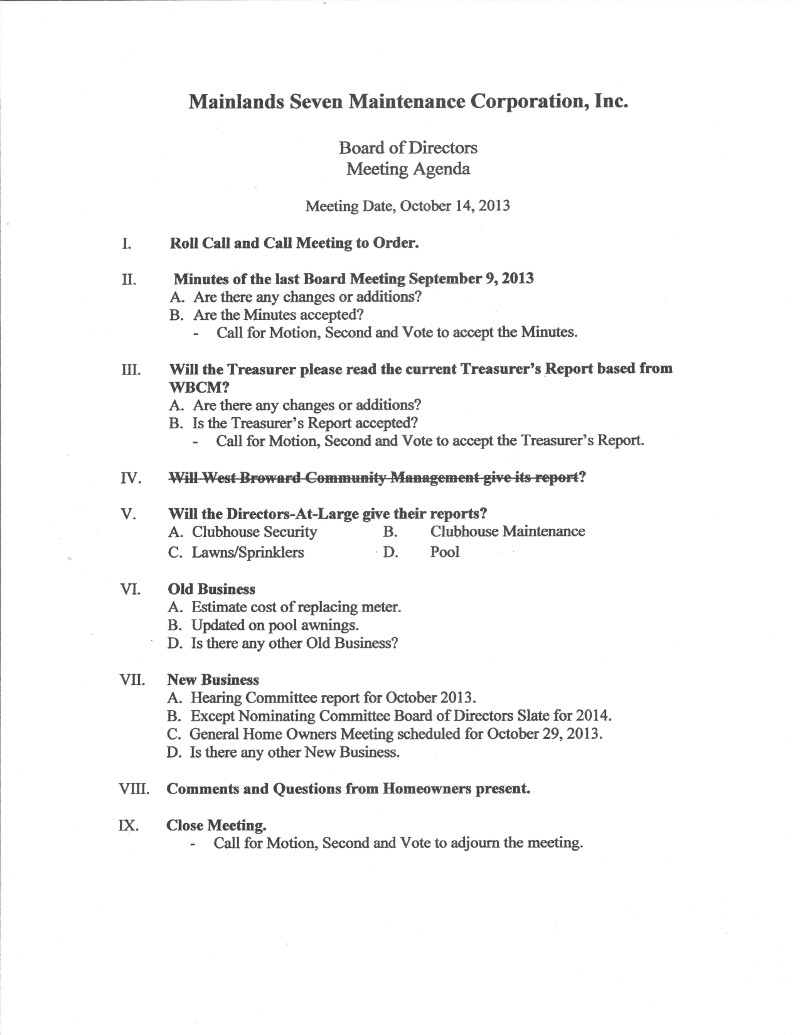 Mainlands Seven Maintenance Corporation, Inc.
Board of Directors
Meeting Agenda
Meeting Date, October 14, 2013
I. Roll Call and Call Meeting to Order.
II. Minutes of the last Board Meeting September 9, 2013
A. Are there any changes or additions?
B. Are the Minutes accepted?
- Call for Motion, Second and Vote to accept the Minutes.
III. Will the Treasurer please read the current Treasurer's Report based from
WBCM?
A. Are there any changes or additions?
B. Is the Treasurer's Report accepted?
- Call for Motion, Second and Vote to accept the Treasurer's Report.
IV. Will West Broward Community Management give its report?
V. Will the Directors-At-Large give their reports?
A. Clubhouse Security B. Clubhouse Maintenance
C. Lawns/Sprinklers D. Pool
VI. Old Business
A. Estimate cost of replacing meter.
B. Updated on pool awnings.
D. Is there any other Old Business?
VII. New Business
A. Hearing Committee report for October 2013.
B. Except Nominating Committee Board of Directors Slate for 2014.
C. General Home Owners Meeting scheduled for October 29, 2013.
D. Is there any other New Business.
VIII. Comments and Questions from Homeowners present.
IX. Close Meeting.
- Call for Motion, Second and Vote to adjourn the meeting.